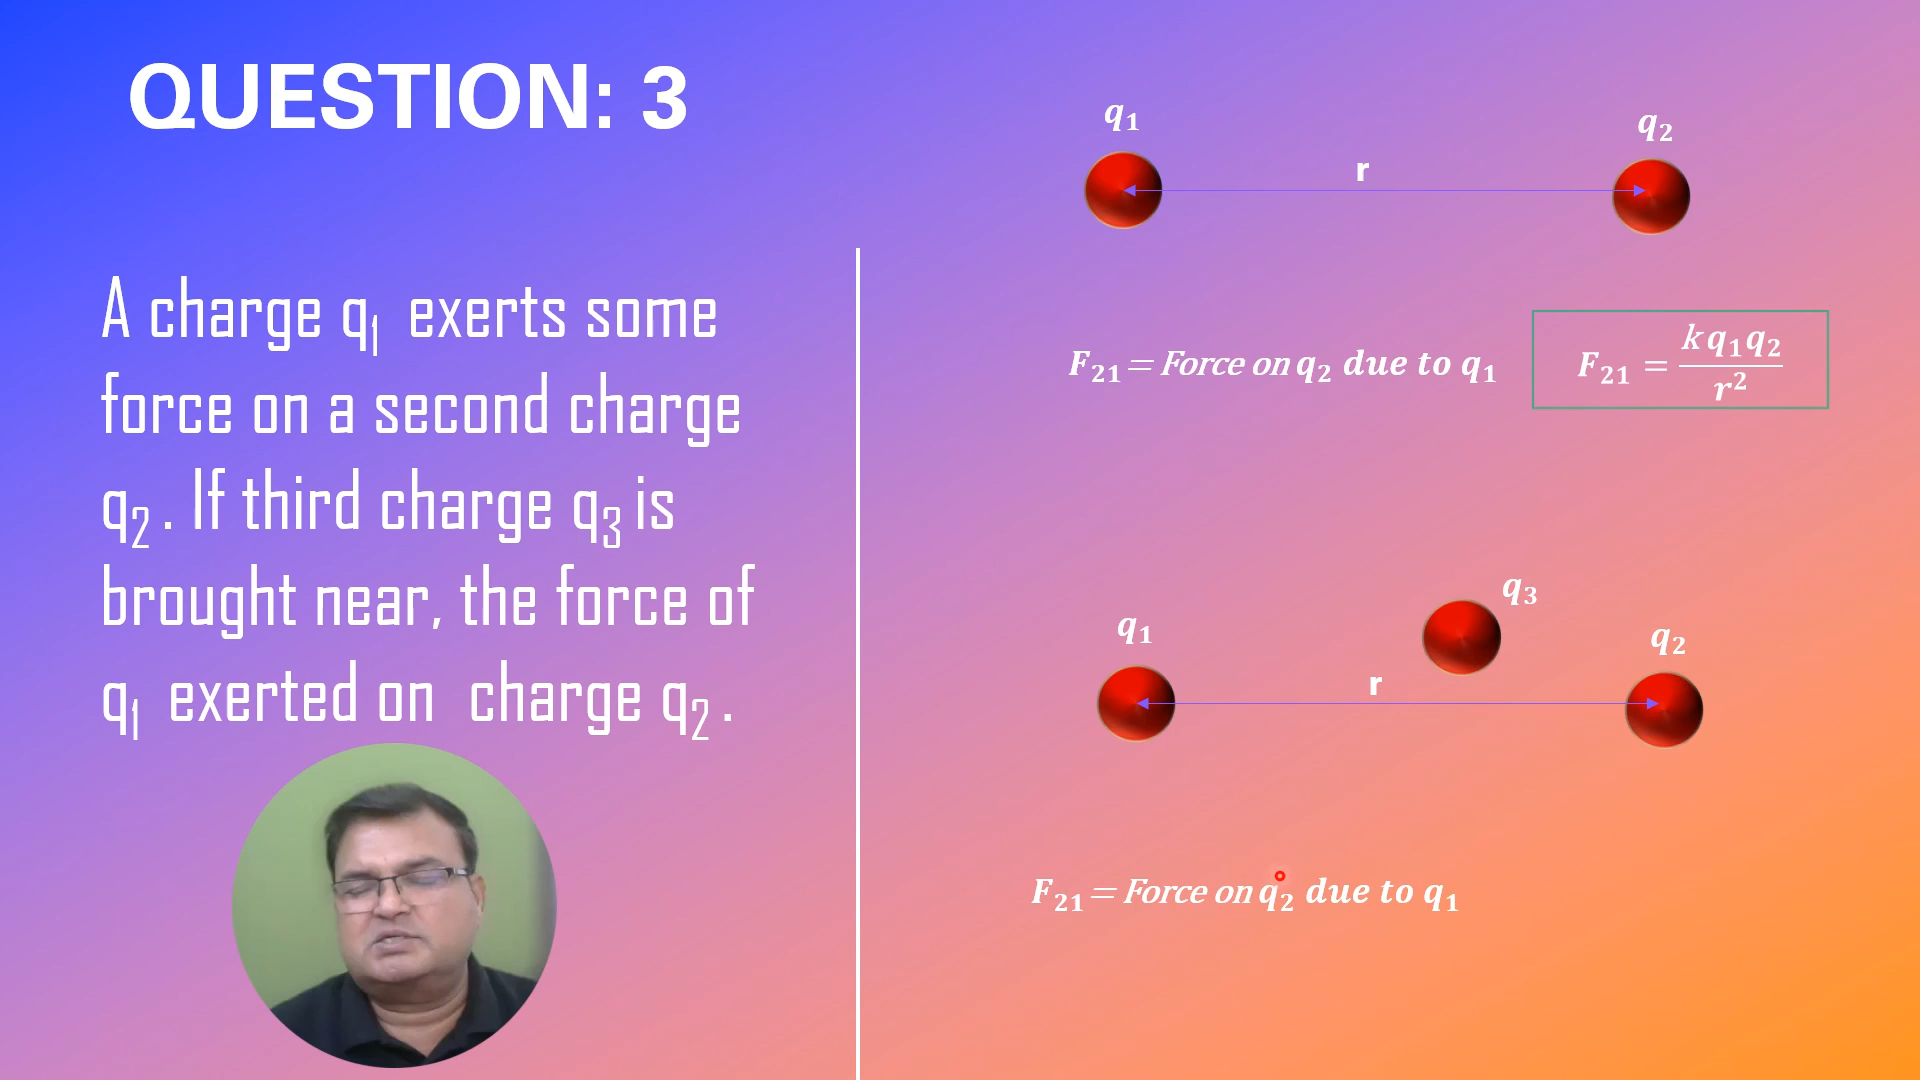 QUESTION: 3
A charge q₁ exerts some
force on a second charge
q₂ . If third charge q₃ is
brought near, the force of
q₁ exerted on charge q₂ .
q₁
q₂
r
F₂₁ = Force on q₂ due to q₁
F₂₁ = k q₁q₂ / r²
q₃
q₁
q₂
r
F₂₁ = Force on q₂ due to q₁